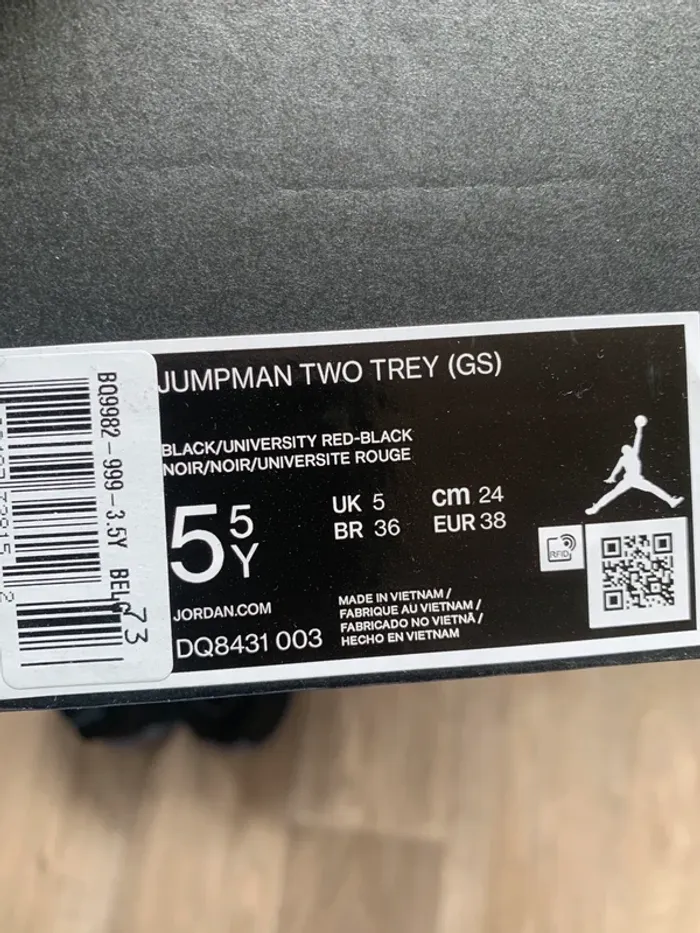 JUMPMAN TWO TREY (GS)
BLACK/UNIVERSITY RED-BLACK
NOIR/NOIR/UNIVERSITE ROUGE
5 5 Y
UK 5
BR 36
cm 24
EUR 38
RFID
JORDAN.COM
DQ8431 003
MADE IN VIETNAM /
FABRIQUE AU VIETNAM /
FABRICADO NO VIETNÃ /
HECHO EN VIETNAM
BQ9982-999-3.5Y
73